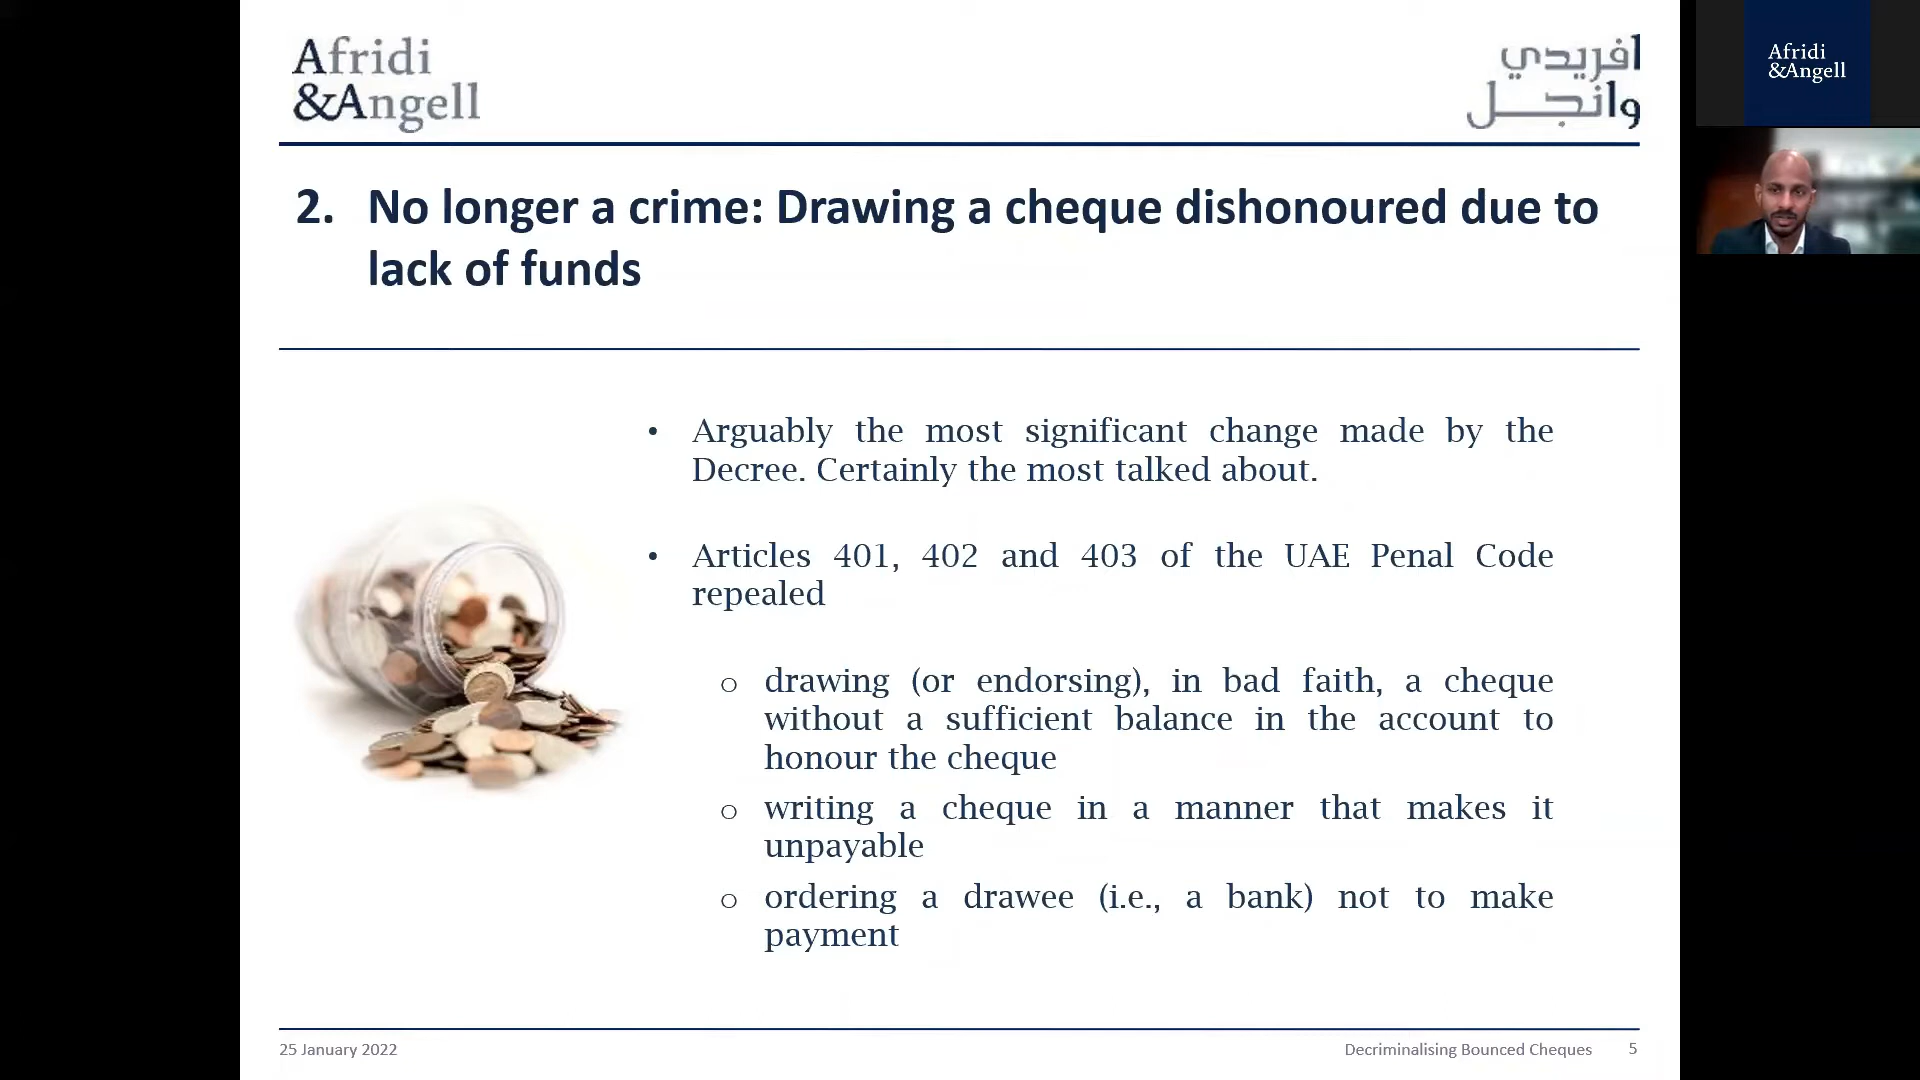 Afridi
&Angell
افريدي
وانجل
Afridi
&Angell
2. No longer a crime: Drawing a cheque dishonoured due to
lack of funds
• Arguably the most significant change made by the
Decree. Certainly the most talked about.
• Articles 401, 402 and 403 of the UAE Penal Code
repealed
o drawing (or endorsing), in bad faith, a cheque
without a sufficient balance in the account to
honour the cheque
o writing a cheque in a manner that makes it
unpayable
o ordering a drawee (i.e., a bank) not to make
payment
25 January 2022
Decriminalising Bounced Cheques 5